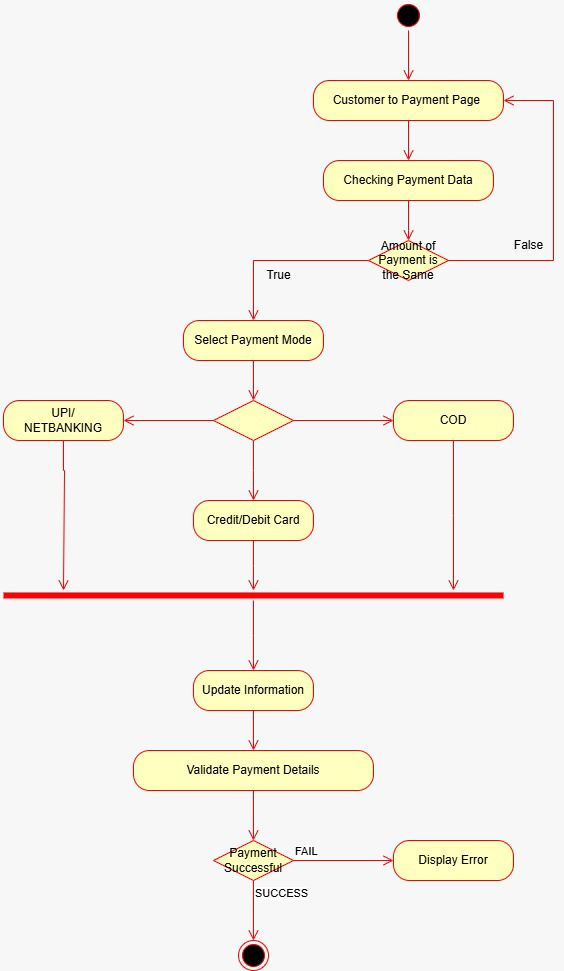 Customer to Payment Page
Checking Payment Data
Amount of
Payment is
the Same
False
True
Select Payment Mode
UPI/
NETBANKING
COD
Credit/Debit Card
Update Information
Validate Payment Details
Payment
Successful
FAIL
Display Error
SUCCESS